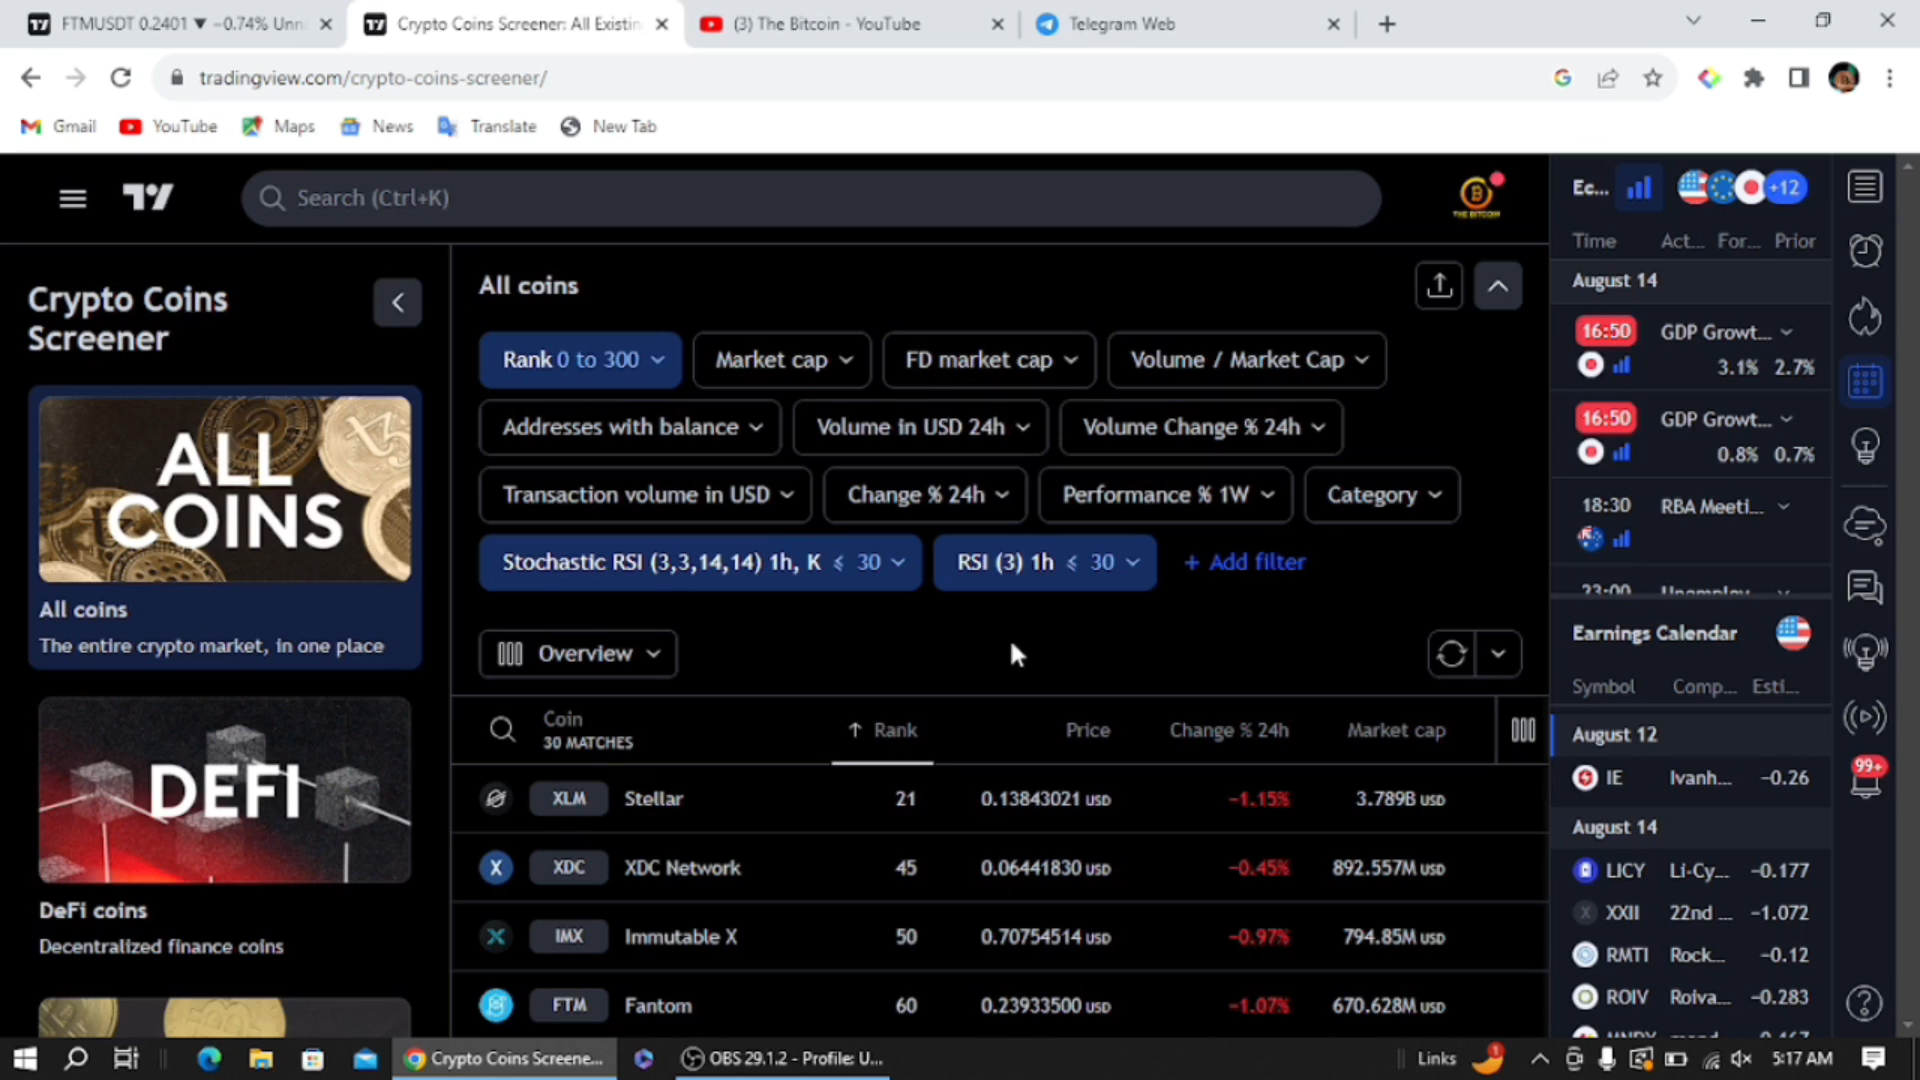 FTMUSDT 0.2401 ▼ −0.74% Unn
Crypto Coins Screener: All Existin
(3) The Bitcoin - YouTube
Telegram Web
tradingview.com/crypto-coins-screener/
Gmail
YouTube
Maps
News
Translate
New Tab
Search (Ctrl+K)
THE BITCOIN
Crypto Coins
Screener
ALL
COINS
All coins
The entire crypto market, in one place
DEFI
DeFi coins
Decentralized finance coins
All coins
Rank 0 to 300
Market cap
FD market cap
Volume / Market Cap
Addresses with balance
Volume in USD 24h
Volume Change % 24h
Transaction volume in USD
Change % 24h
Performance % 1W
Category
Stochastic RSI (3,3,14,14) 1h, K ≤ 30
RSI (3) 1h ≤ 30
+ Add filter
Overview
Coin
30 MATCHES
↑ Rank
Price
Change % 24h
Market cap
XLM Stellar 21 0.13843021 USD −1.15% 3.789B USD
XDC XDC Network 45 0.06441830 USD −0.45% 892.557M USD
IMX Immutable X 50 0.70754514 USD −0.97% 794.85M USD
FTM Fantom 60 0.23933500 USD −1.07% 670.628M USD
Ec... +12
Time Act... For... Prior
August 14
16:50 GDP Growt...
3.1% 2.7%
16:50 GDP Growt...
0.8% 0.7%
18:30 RBA Meeti...
23:00
Earnings Calendar
Symbol Comp... Esti...
August 12
IE Ivanh... −0.26
August 14
LICY Li-Cy... −0.177
XXII 22nd ... −1.072
RMTI Rock... −0.12
ROIV Roiva... −0.283
99+
Crypto Coins Screene...
OBS 29.1.2 - Profile: U...
Links
1
5:17 AM